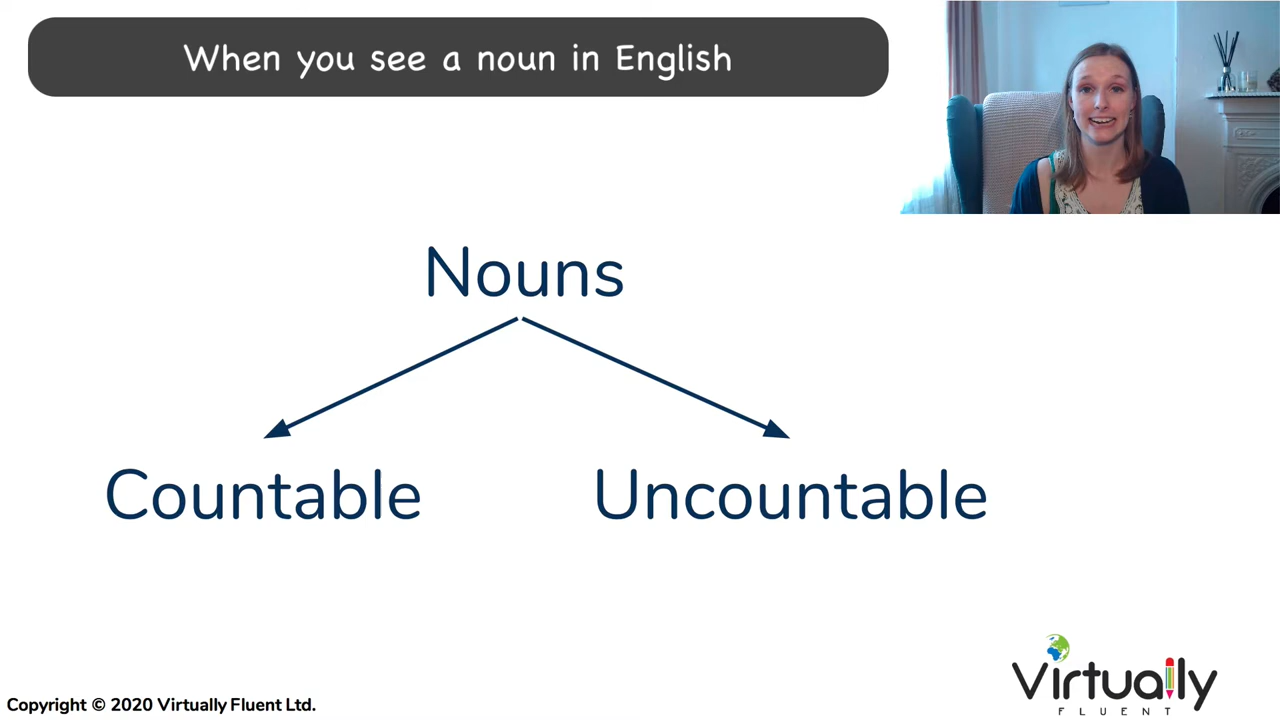 When you see a noun in English
Nouns
Countable
Uncountable
Virtually
FLUENT
Copyright © 2020 Virtually Fluent Ltd.